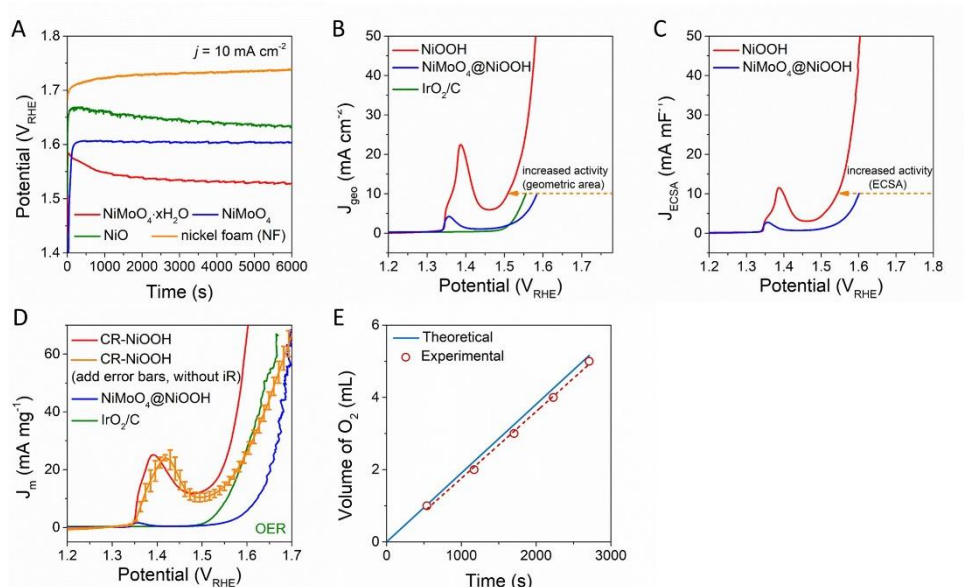 A
j = 10 mA cm⁻²
Potential (V_RHE)
1.8
1.7
1.6
1.5
1.4
NiMoO₄·xH₂O
NiMoO₄
NiO
nickel foam (NF)
0 1000 2000 3000 4000 5000 6000
Time (s)
B
J_geo (mA cm⁻²)
50
40
30
20
10
0
NiOOH
NiMoO₄@NiOOH
IrO₂/C
increased activity
(geometric area)
1.2 1.3 1.4 1.5 1.6 1.7
Potential (V_RHE)
C
J_ECSA (mA mF⁻¹)
50
40
30
20
10
0
NiOOH
NiMoO₄@NiOOH
increased activity
(ECSA)
1.2 1.3 1.4 1.5 1.6 1.7 1.8
Potential (V_RHE)
D
J_m (mA mg⁻¹)
60
40
20
0
CR-NiOOH
CR-NiOOH
(add error bars, without iR)
NiMoO₄@NiOOH
IrO₂/C
OER
1.2 1.3 1.4 1.5 1.6 1.7
Potential (V_RHE)
E
Volume of O₂ (mL)
6
4
2
0
Theoretical
Experimental
0 1000 2000 3000
Time (s)